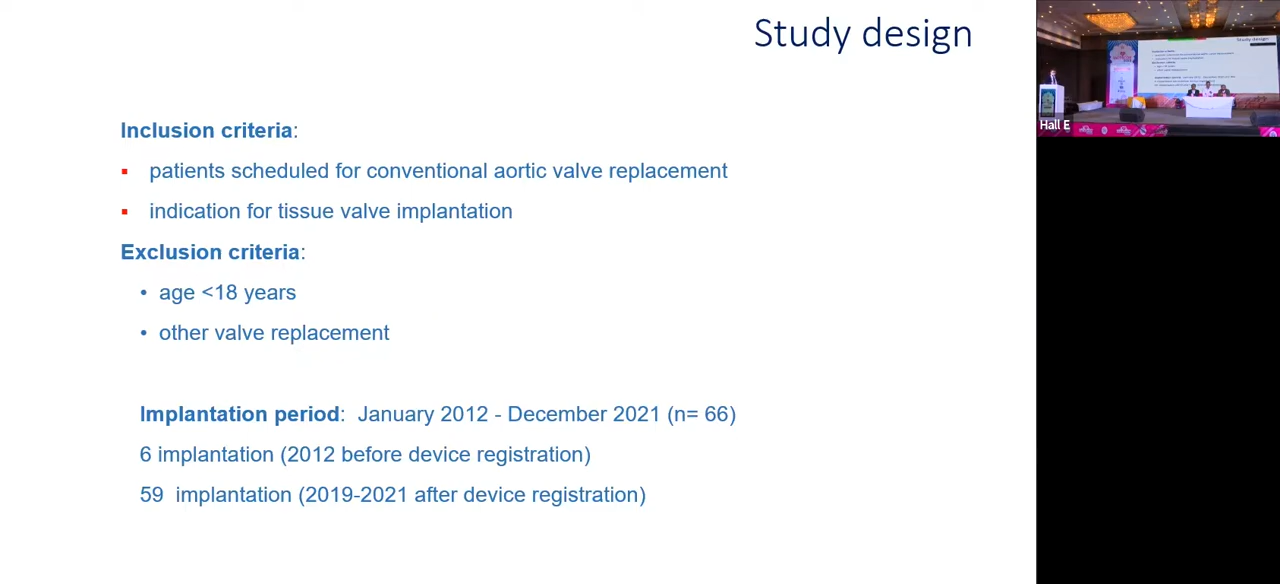 Study design
Inclusion criteria:
▪ patients scheduled for conventional aortic valve replacement
▪ indication for tissue valve implantation
Exclusion criteria:
• age <18 years
• other valve replacement
Implantation period: January 2012 - December 2021 (n= 66)
6 implantation (2012 before device registration)
59 implantation (2019-2021 after device registration)
Study design
Hall E